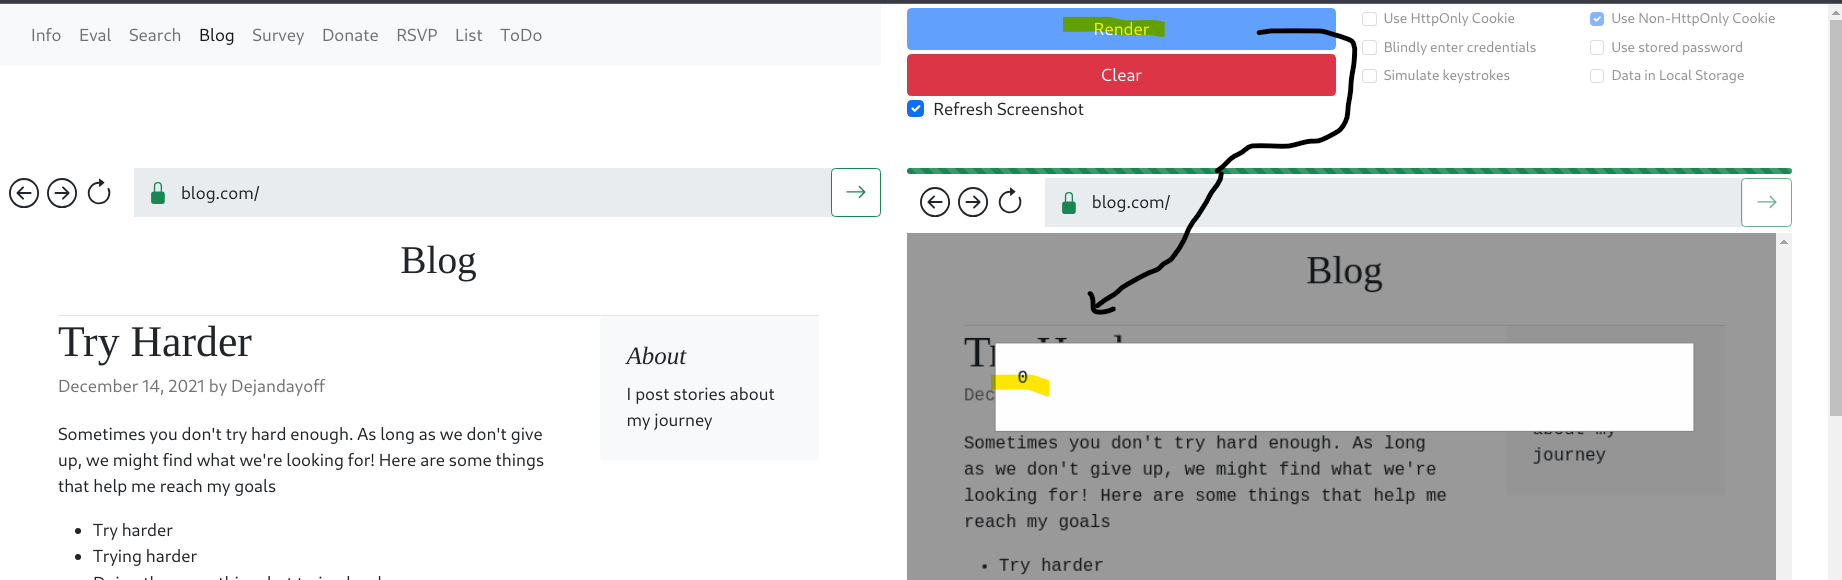 Info Eval Search Blog Survey Donate RSVP List ToDo
Render
Clear
Refresh Screenshot
Use HttpOnly Cookie
Use Non-HttpOnly Cookie
Blindly enter credentials
Use stored password
Simulate keystrokes
Data in Local Storage
blog.com/
Blog
Try Harder
December 14, 2021 by Dejandayoff
Sometimes you don't try hard enough. As long as we don't give
up, we might find what we're looking for! Here are some things
that help me reach my goals
Try harder
Trying harder
About
I post stories about
my journey
blog.com/
Blog
0
Dec
about my
journey
Sometimes you don't try hard enough. As long
as we don't give up, we might find what we're
looking for! Here are some things that help me
reach my goals
Try harder